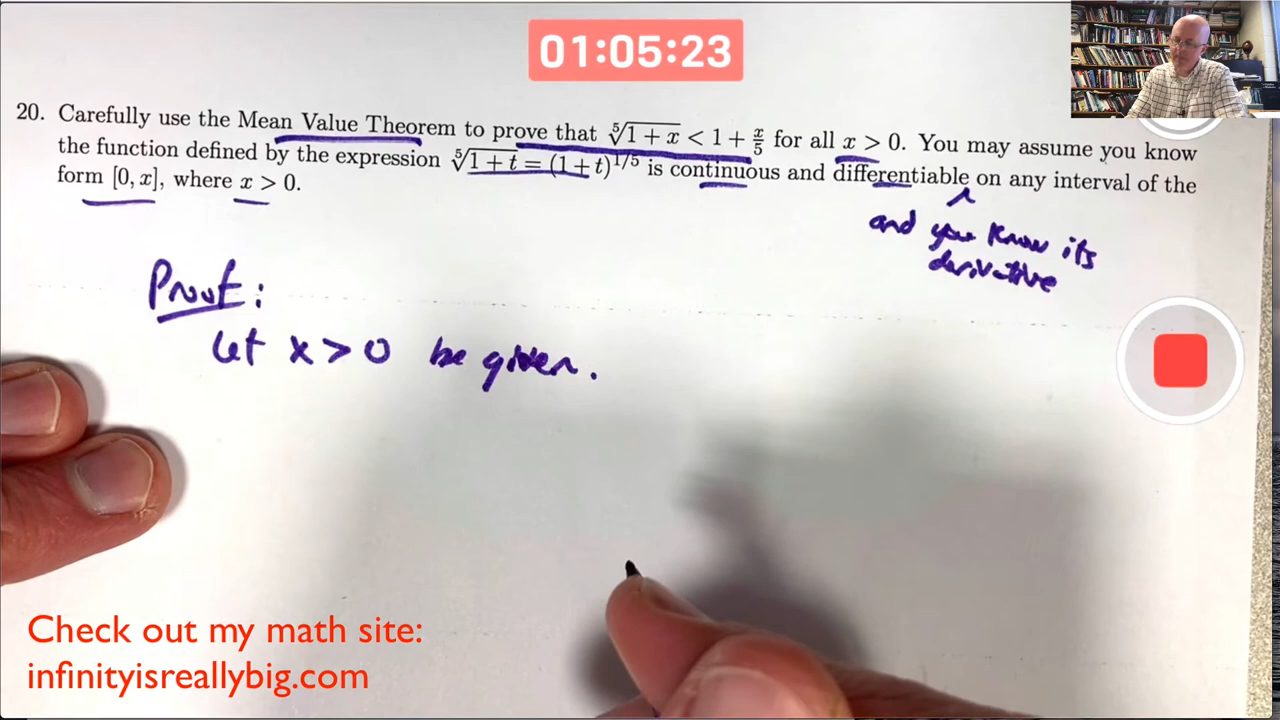 01:05:23
20. Carefully use the Mean Value Theorem to prove that ⁵√1 + x < 1 + x/5 for all x > 0. You may assume you know
the function defined by the expression ⁵√1 + t = (1 + t)^1/5 is continuous and differentiable on any interval of the
form [0, x], where x > 0.
and you know its
derivative
Proof:
Let x > 0 be given.
Check out my math site:
infinityisreallybig.com